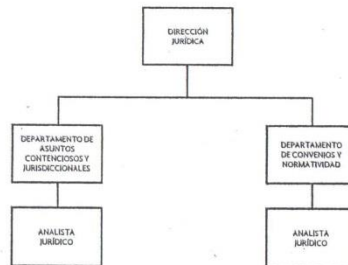 DIRECCIÓN
JURÍDICA
DEPARTAMENTO DE
ASUNTOS
CONTENCIOSOS Y
JURISDICCIONALES
DEPARTAMENTO
DE CONVENIOS Y
NORMATIVIDAD
ANALISTA
JURÍDICO
ANALISTA
JURÍDICO